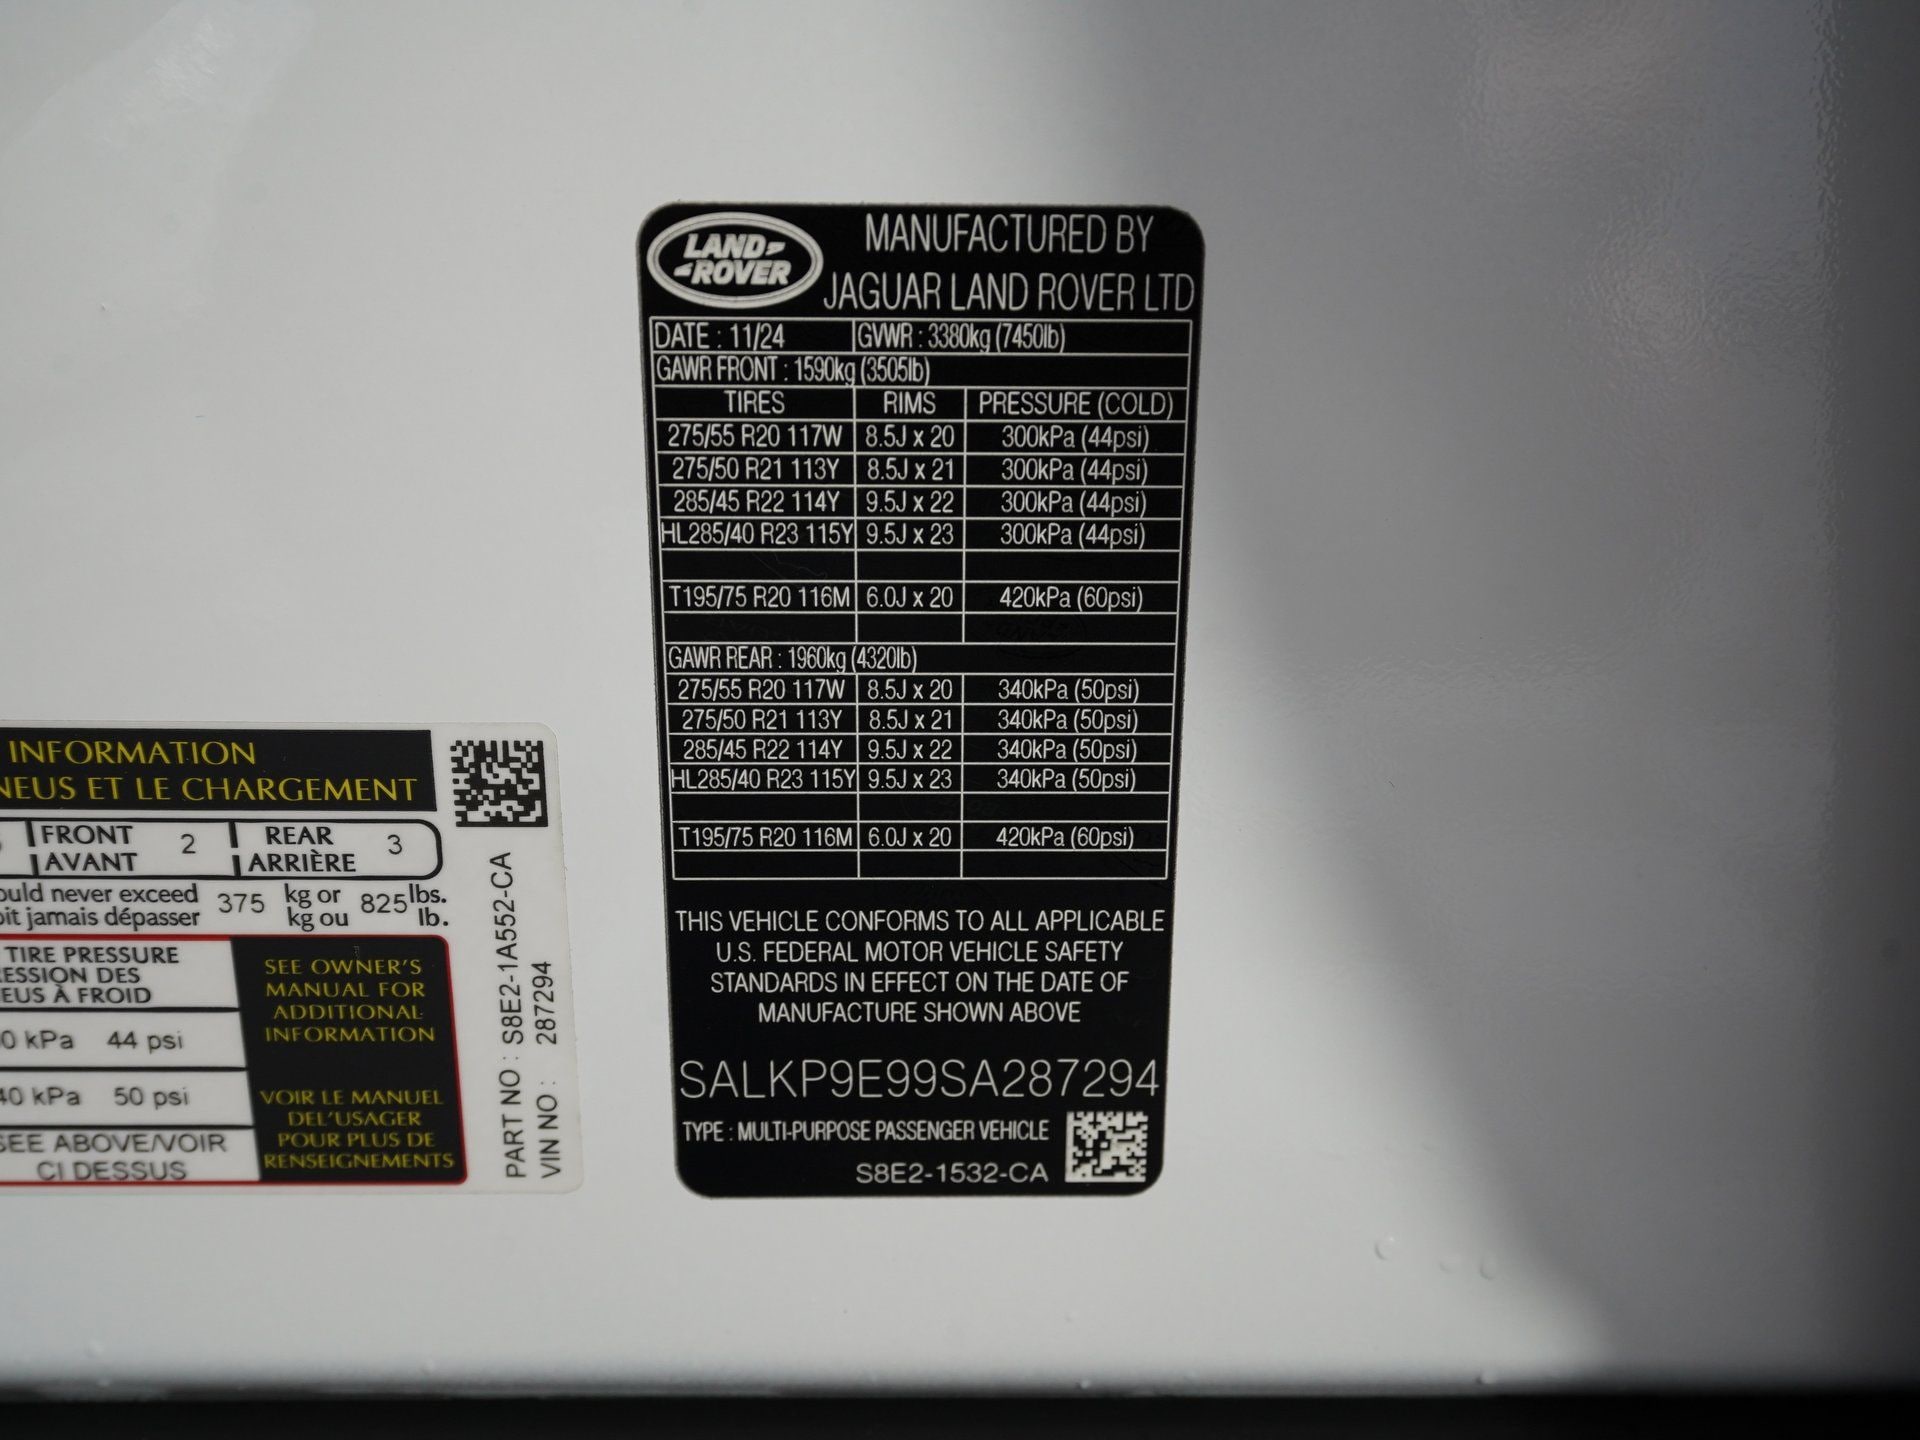 LAND-
-ROVER
MANUFACTURED BY
JAGUAR LAND ROVER LTD
DATE : 11/24 GVWR : 3380kg (7450lb)
GAWR FRONT : 1590kg (3505lb)
TIRES RIMS PRESSURE (COLD)
275/55 R20 117W 8.5J x 20 300kPa (44psi)
275/50 R21 113Y 8.5J x 21 300kPa (44psi)
285/45 R22 114Y 9.5J x 22 300kPa (44psi)
HL285/40 R23 115Y 9.5J x 23 300kPa (44psi)
T195/75 R20 116M 6.0J x 20 420kPa (60psi)
GAWR REAR : 1960kg (4320lb)
275/55 R20 117W 8.5J x 20 340kPa (50psi)
275/50 R21 113Y 8.5J x 21 340kPa (50psi)
285/45 R22 114Y 9.5J x 22 340kPa (50psi)
HL285/40 R23 115Y 9.5J x 23 340kPa (50psi)
T195/75 R20 116M 6.0J x 20 420kPa (60psi)
THIS VEHICLE CONFORMS TO ALL APPLICABLE
U.S. FEDERAL MOTOR VEHICLE SAFETY
STANDARDS IN EFFECT ON THE DATE OF
MANUFACTURE SHOWN ABOVE
SALKP9E99SA287294
TYPE : MULTI-PURPOSE PASSENGER VEHICLE
S8E2-1532-CA
INFORMATION
NEUS ET LE CHARGEMENT
FRONT 2 REAR 3
AVANT ARRIÈRE
ould never exceed 375 kg or 825 lbs.
oit jamais dépasser kg ou lb.
TIRE PRESSURE
ESSION DES
EUS À FROID
0 kPa 44 psi
40 kPa 50 psi
SEE ABOVE/VOIR
CI DESSUS
SEE OWNER'S
MANUAL FOR
ADDITIONAL
INFORMATION
VOIR LE MANUEL
DEL'USAGER
POUR PLUS DE
RENSEIGNEMENTS
PART NO : S8E2-1A552-CA
VIN NO : 287294